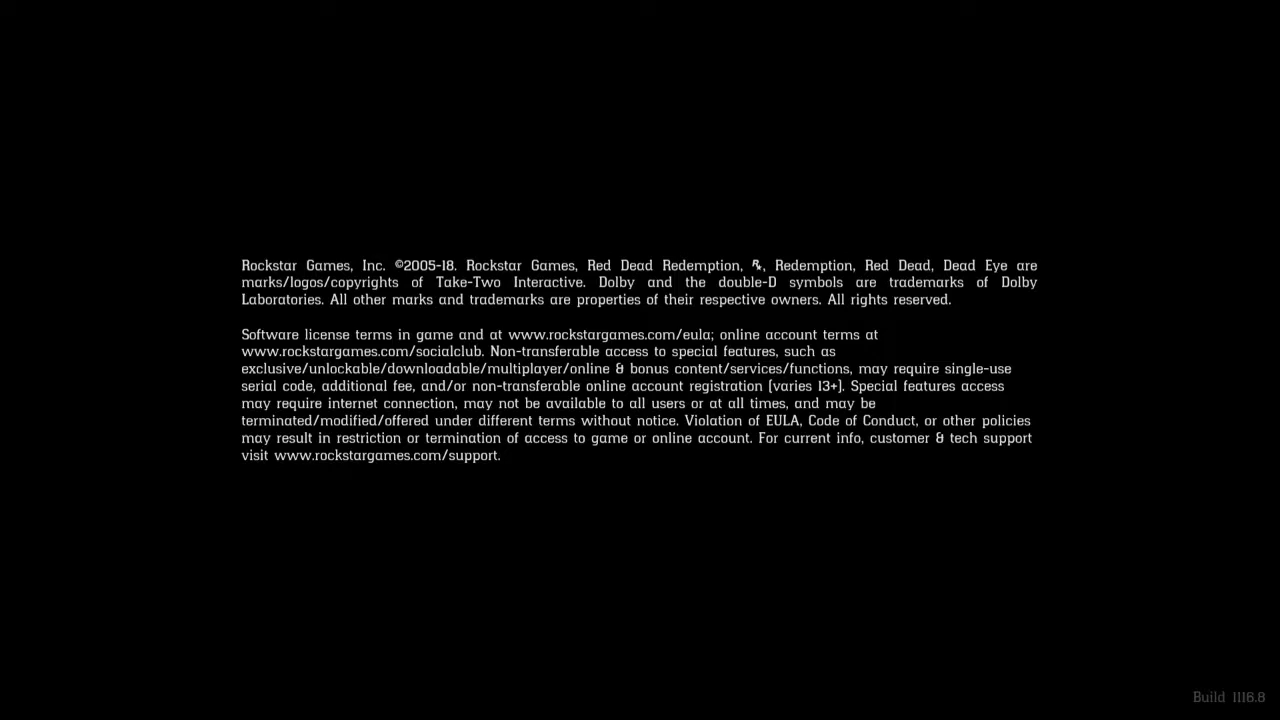 Rockstar Games, Inc. ©2005-18. Rockstar Games, Red Dead Redemption, R*, Redemption, Red Dead, Dead Eye are
marks/logos/copyrights of Take-Two Interactive. Dolby and the double-D symbols are trademarks of Dolby
Laboratories. All other marks and trademarks are properties of their respective owners. All rights reserved.
Software license terms in game and at www.rockstargames.com/eula; online account terms at
www.rockstargames.com/socialclub. Non-transferable access to special features, such as
exclusive/unlockable/downloadable/multiplayer/online & bonus content/services/functions, may require single-use
serial code, additional fee, and/or non-transferable online account registration (varies 13+). Special features access
may require internet connection, may not be available to all users or at all times, and may be
terminated/modified/offered under different terms without notice. Violation of EULA, Code of Conduct, or other policies
may result in restriction or termination of access to game or online account. For current info, customer & tech support
visit www.rockstargames.com/support.
Build 1116.8